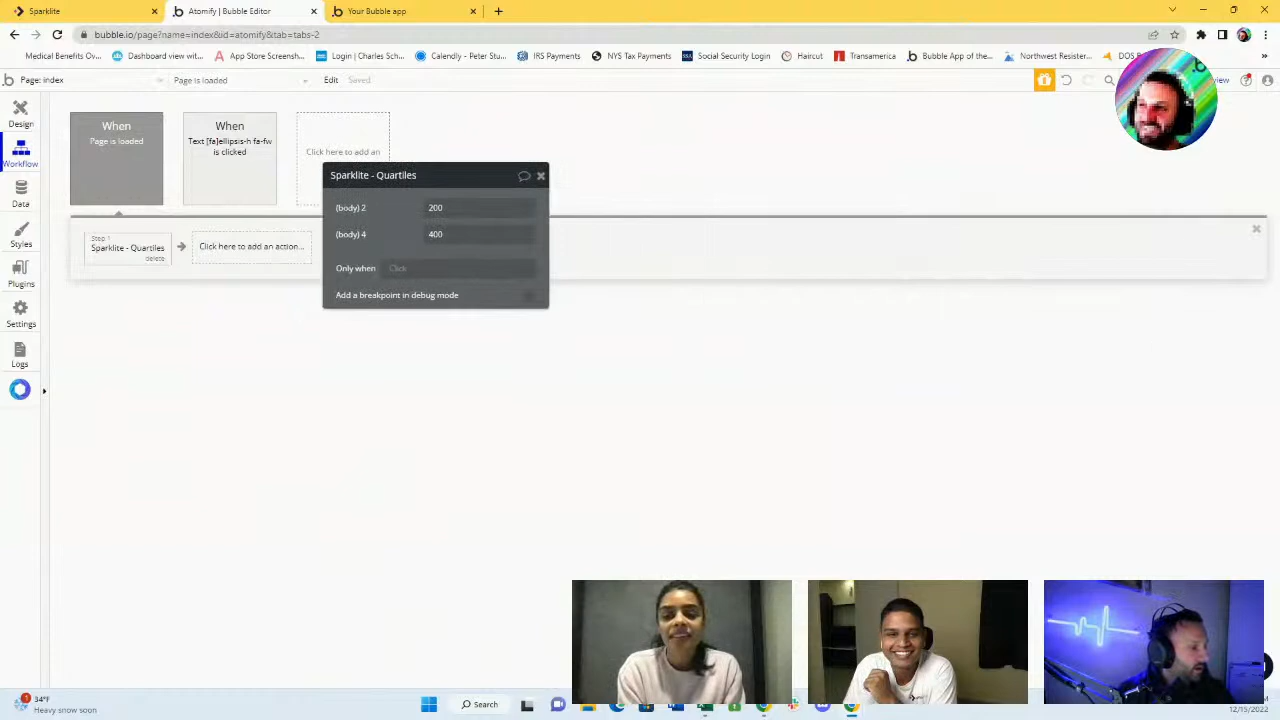 Sparklite
Atomify | Bubble Editor
Your Bubble app
bubble.io/page?name=index&id=atomify&tab=tabs-2
Medical Benefits Ov...
Dashboard view wit...
App Store Screensh...
Login | Charles Sch...
Calendly - Peter Stu...
IRS Payments
NYS Tax Payments
Social Security Login
Haircut
Transamerica
Bubble App of the...
Northwest Register...
DOS
Page: index
Page is loaded
Edit
Saved
Design
Workflow
Data
Styles
Plugins
Settings
Logs
When
Page is loaded
When
Text [fa]ellipsis-h fa-fw
is clicked
Click here to add an
Step 1
Sparklite - Quartiles
delete
Click here to add an action...
Sparklite - Quartiles
(body) 2
200
(body) 4
400
Only when
Click
Add a breakpoint in debug mode
34°F
Heavy snow soon
Search
12/15/2022